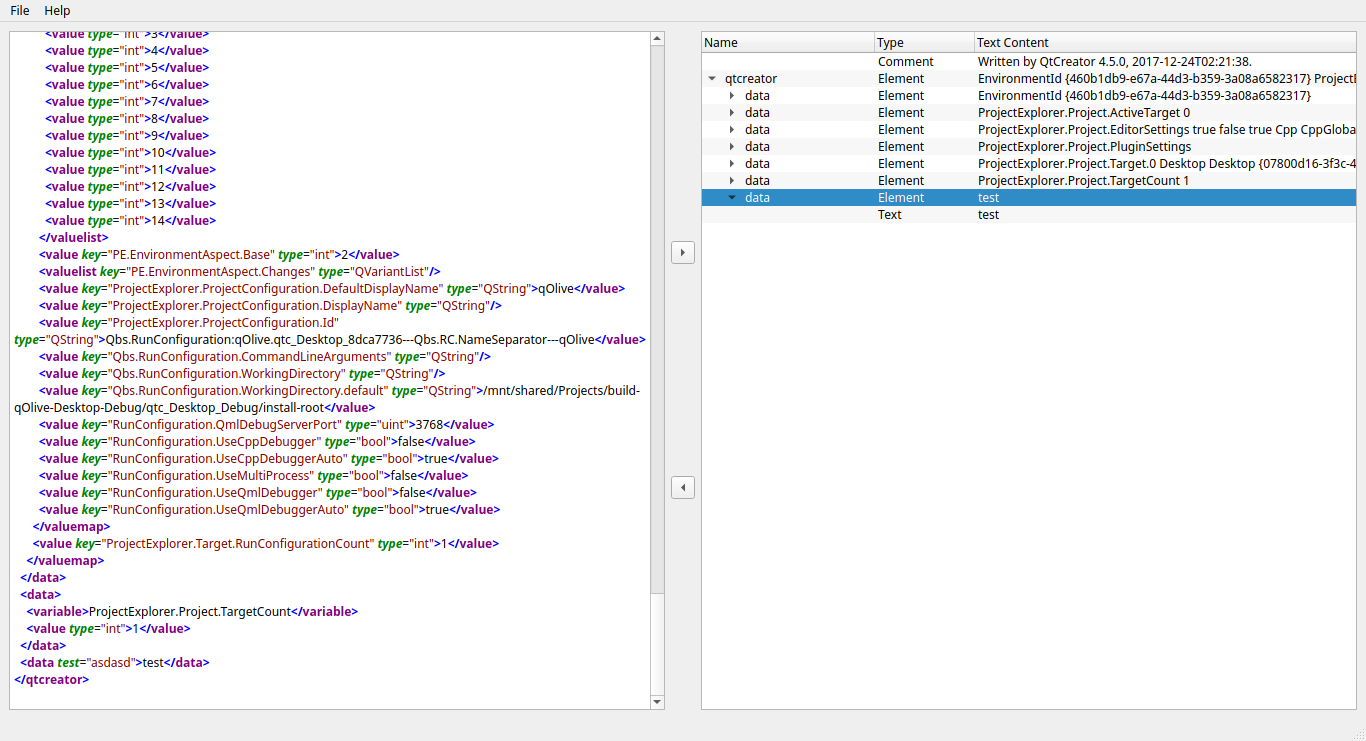 File Help
<value type="int">3</value>
<value type="int">4</value>
<value type="int">5</value>
<value type="int">6</value>
<value type="int">7</value>
<value type="int">8</value>
<value type="int">9</value>
<value type="int">10</value>
<value type="int">11</value>
<value type="int">12</value>
<value type="int">13</value>
<value type="int">14</value>
</valuelist>
<value key="PE.EnvironmentAspect.Base" type="int">2</value>
<valuelist key="PE.EnvironmentAspect.Changes" type="QVariantList"/>
<value key="ProjectExplorer.ProjectConfiguration.DefaultDisplayName" type="QString">qOlive</value>
<value key="ProjectExplorer.ProjectConfiguration.DisplayName" type="QString"/>
<value key="ProjectExplorer.ProjectConfiguration.Id"
type="QString">Qbs.RunConfiguration:qOlive.qtc_Desktop_8dca7736---Qbs.RC.NameSeparator---qOlive</value>
<value key="Qbs.RunConfiguration.CommandLineArguments" type="QString"/>
<value key="Qbs.RunConfiguration.WorkingDirectory" type="QString"/>
<value key="Qbs.RunConfiguration.WorkingDirectory.default" type="QString">/mnt/shared/Projects/build-
qOlive-Desktop-Debug/qtc_Desktop_Debug/install-root</value>
<value key="RunConfiguration.QmlDebugServerPort" type="uint">3768</value>
<value key="RunConfiguration.UseCppDebugger" type="bool">false</value>
<value key="RunConfiguration.UseCppDebuggerAuto" type="bool">true</value>
<value key="RunConfiguration.UseMultiProcess" type="bool">false</value>
<value key="RunConfiguration.UseQmlDebugger" type="bool">false</value>
<value key="RunConfiguration.UseQmlDebuggerAuto" type="bool">true</value>
</valuemap>
<value key="ProjectExplorer.Target.RunConfigurationCount" type="int">1</value>
</valuemap>
</data>
<data>
<variable>ProjectExplorer.Project.TargetCount</variable>
<value type="int">1</value>
</data>
<data test="asdasd">test</data>
</qtcreator>
Name Type Text Content
Comment Written by QtCreator 4.5.0, 2017-12-24T02:21:38.
qtcreator Element EnvironmentId {460b1db9-e67a-44d3-b359-3a08a6582317} ProjectE
data Element EnvironmentId {460b1db9-e67a-44d3-b359-3a08a6582317}
data Element ProjectExplorer.Project.ActiveTarget 0
data Element ProjectExplorer.Project.EditorSettings true false true Cpp CppGloba
data Element ProjectExplorer.Project.PluginSettings
data Element ProjectExplorer.Project.Target.0 Desktop Desktop {07800d16-3f3c-4
data Element ProjectExplorer.Project.TargetCount 1
data Element test
Text test